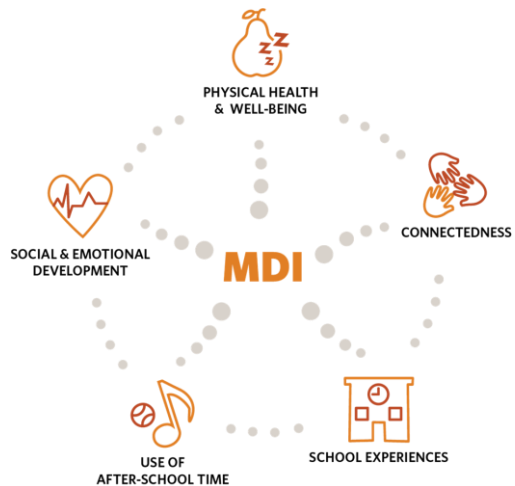 Z Z Z
PHYSICAL HEALTH
& WELL-BEING
CONNECTEDNESS
SOCIAL & EMOTIONAL
DEVELOPMENT
MDI
USE OF
AFTER-SCHOOL TIME
SCHOOL EXPERIENCES